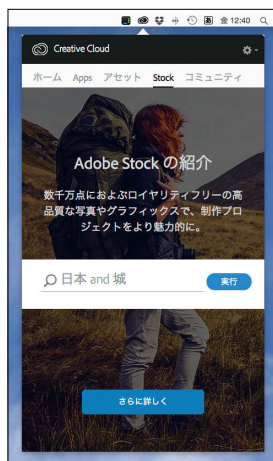 金 12:40
Creative Cloud
ホーム Apps アセット Stock コミュニティ
Adobe Stock の紹介
数千万点におよぶロイヤリティフリーの高
品質な写真やグラフィックスで、制作プロ
ジェクトをより魅力的に。
日本 and 城
実行
さらに詳しく